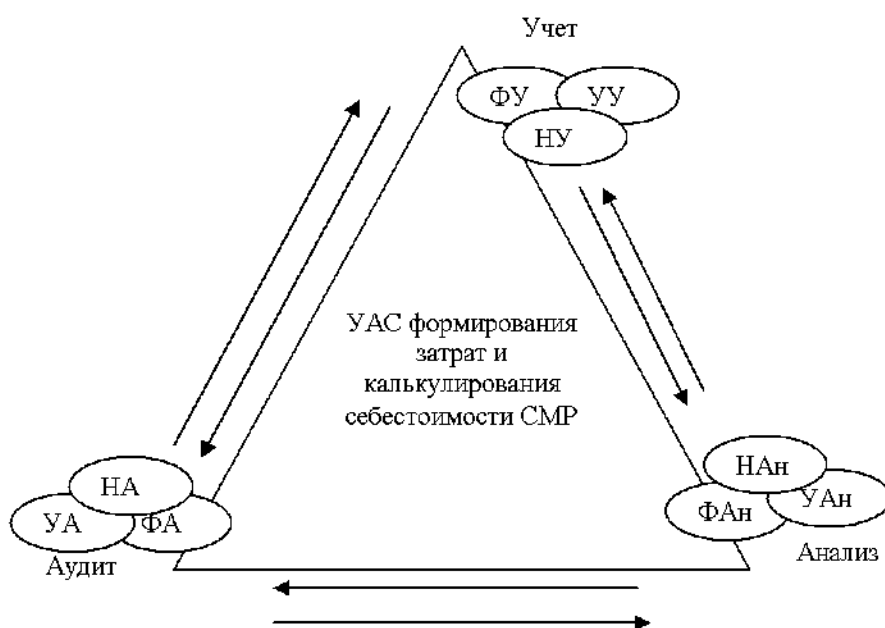 Учет
ФУ
УУ
НУ
УАС формирования
затрат и
калькулирования
себестоимости СМР
НА
УА
ФА
Аудит
НАн
ФАн
УАн
Анализ